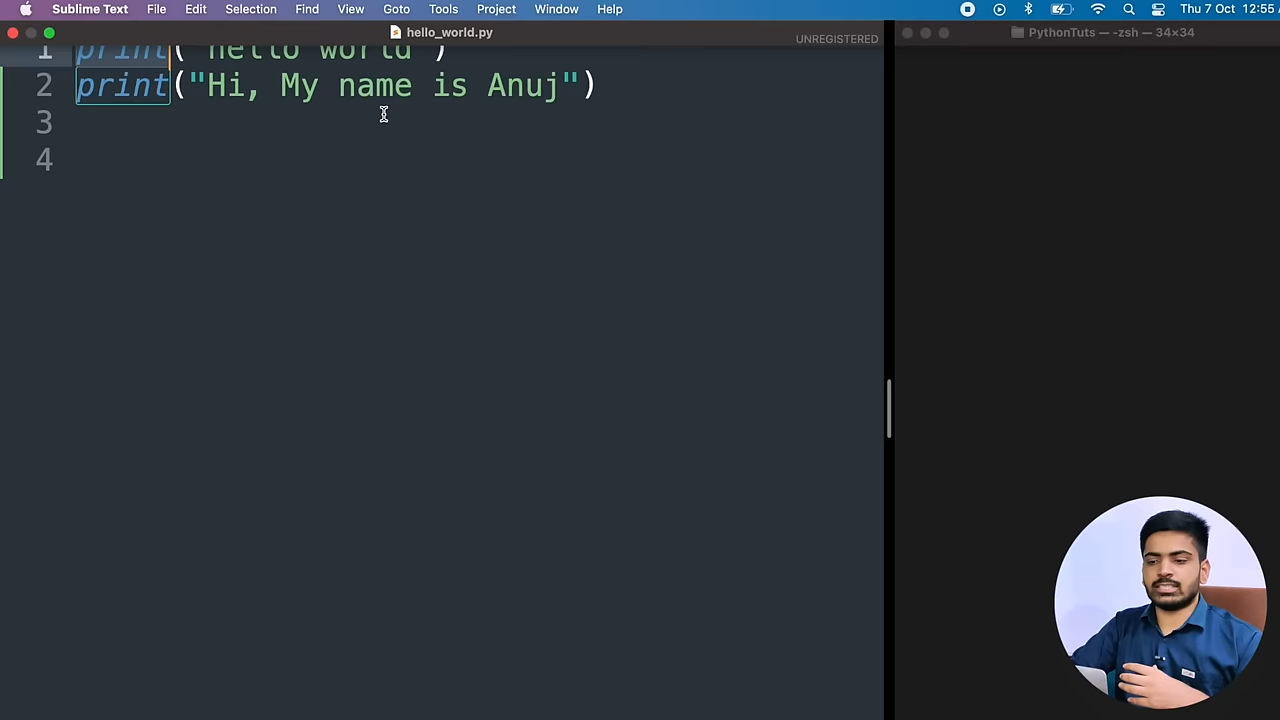 Sublime Text File Edit Selection Find View Goto Tools Project Window Help Thu 7 Oct 12:55
hello_world.py
UNREGISTERED
PythonTuts — -zsh — 34×34
1 print("hello world")
2 print("Hi, My name is Anuj")
3
4